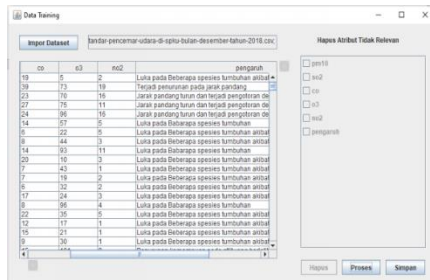 Data Training
Impor Dataset
tandar-pencemar-udara-di-spku-bulan-desember-tahun-2018.csv
Hapus Atribut Tidak Relevan
co o3 no2 pengaruh
19 5 2 Luka pada Beberapa spesies tumbuhan akibat
39 73 19 Terjadi penurunan pada jarak pandang
23 70 16 Jarak pandang turun dan terjadi pengotoran de
27 75 11 Jarak pandang turun dan terjadi pengotoran de
24 96 16 Jarak pandang turun dan terjadi pengotoran de
14 57 5 Luka pada Babarapa spesies tumbuhan
6 22 5 Luka pada Beberapa spesies tumbuhan akibat
8 44 3 Luka pada Beberapa spesies tumbuhan akibat
14 93 11 Luka pada Babarapa spesies tumbuhan
20 10 3 Luka pada Beberapa spesies tumbuhan akibat
7 43 1 Luka pada Beberapa spesies tumbuhan akibat
7 19 2 Luka pada Beberapa spesies tumbuhan akibat
6 32 2 Luka pada Beberapa spesies tumbuhan akibat
17 24 3 Luka pada Beberapa spesies tumbuhan akibat
8 96 4 Luka pada Babarapa spesies tumbuhan
22 35 5 Luka pada Beberapa spesies tumbuhan akibat
12 17 1 Luka pada Beberapa spesies tumbuhan akibat
15 21 1 Luka pada Beberapa spesies tumbuhan akibat
9 30 1 Luka pada Beberapa spesies tumbuhan akibat
pm10
so2
co
o3
no2
pengaruh
Hapus Proses Simpan